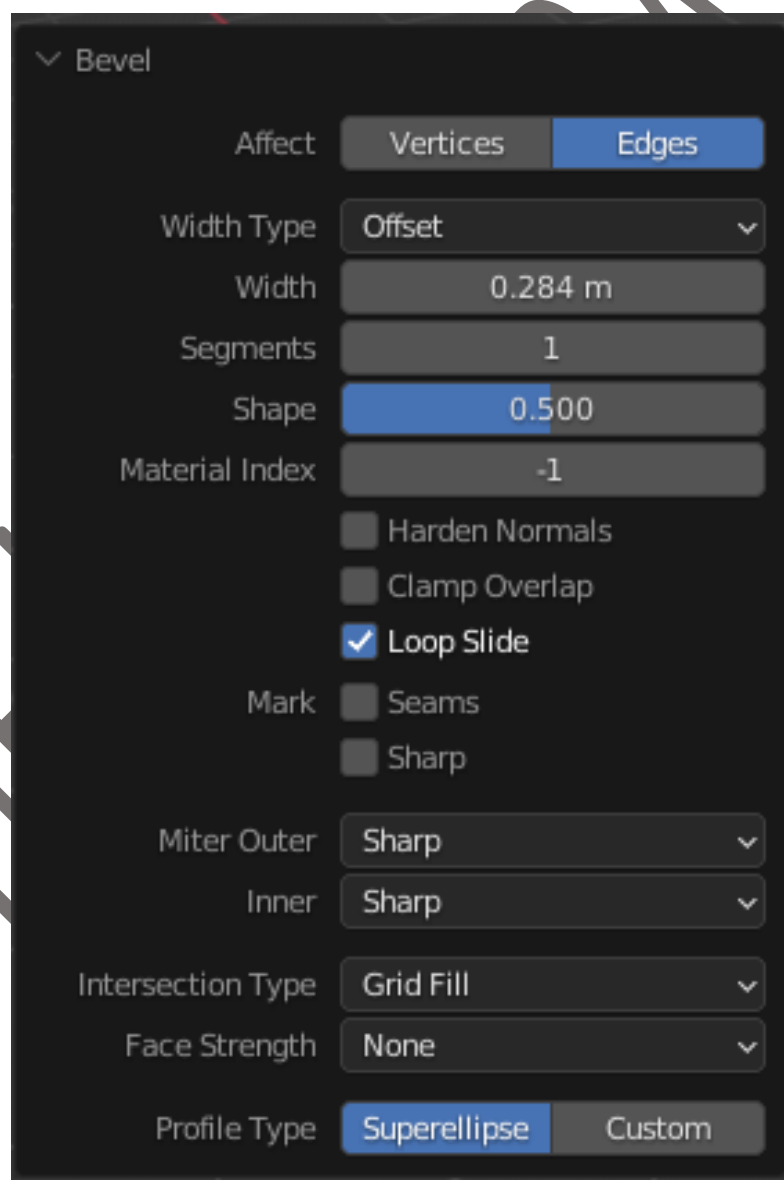 Bevel
Affect Vertices Edges
Width Type Offset
Width 0.284 m
Segments 1
Shape 0.500
Material Index -1
Harden Normals
Clamp Overlap
Loop Slide
Mark Seams
Sharp
Miter Outer Sharp
Inner Sharp
Intersection Type Grid Fill
Face Strength None
Profile Type Superellipse Custom